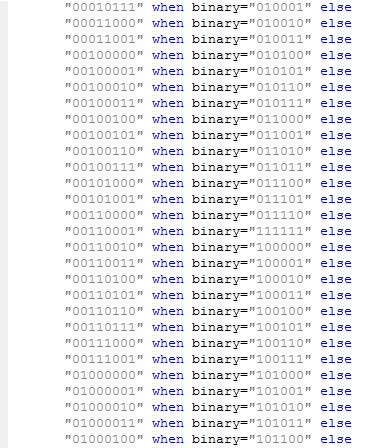 "00010111" when binary="010001" else
"00011000" when binary="010010" else
"00011001" when binary="010011" else
"00100000" when binary="010100" else
"00100001" when binary="010101" else
"00100010" when binary="010110" else
"00100011" when binary="010111" else
"00100100" when binary="011000" else
"00100101" when binary="011001" else
"00100110" when binary="011010" else
"00100111" when binary="011011" else
"00101000" when binary="011100" else
"00101001" when binary="011101" else
"00110000" when binary="011110" else
"00110001" when binary="111111" else
"00110010" when binary="100000" else
"00110011" when binary="100001" else
"00110100" when binary="100010" else
"00110101" when binary="100011" else
"00110110" when binary="100100" else
"00110111" when binary="100101" else
"00111000" when binary="100110" else
"00111001" when binary="100111" else
"01000000" when binary="101000" else
"01000001" when binary="101001" else
"01000010" when binary="101010" else
"01000011" when binary="101011" else
"01000100" when binary="101100" else